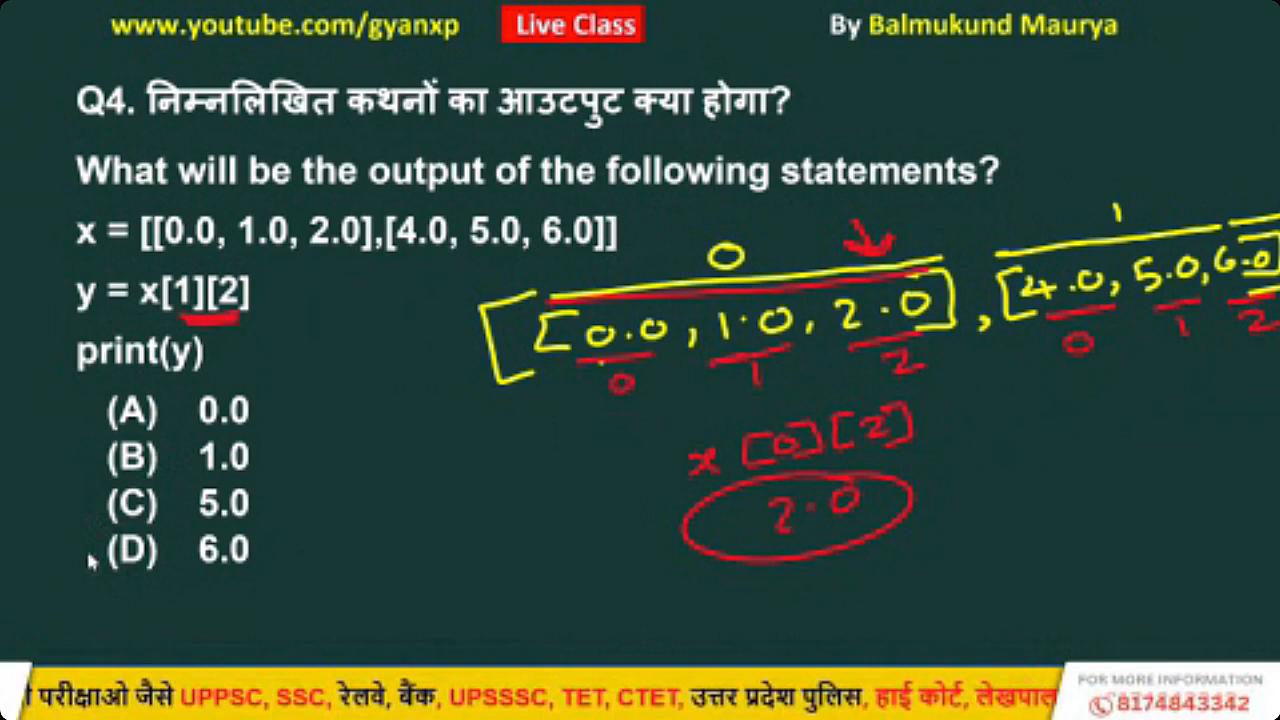 www.youtube.com/gyanxp Live Class By Balmukund Maurya
Q4. निम्नलिखित कथनों का आउटपुट क्या होगा?
What will be the output of the following statements?
x = [[0.0, 1.0, 2.0],[4.0, 5.0, 6.0]]
y = x[1][2]
print(y)
(A) 0.0
(B) 1.0
(C) 5.0
(D) 6.0
0 1
[[0.0, 1.0, 2.0], [4.0, 5.0, 6.0]
0 1 2 0 1 2
x [0][2]
2.0
परीक्षाओ जैसे UPPSC, SSC, रेलवे, बैंक, UPSSSC, TET, CTET, उत्तर प्रदेश पुलिस, हाई कोर्ट, लेखपाल
FOR MORE INFORMATION
8174843342